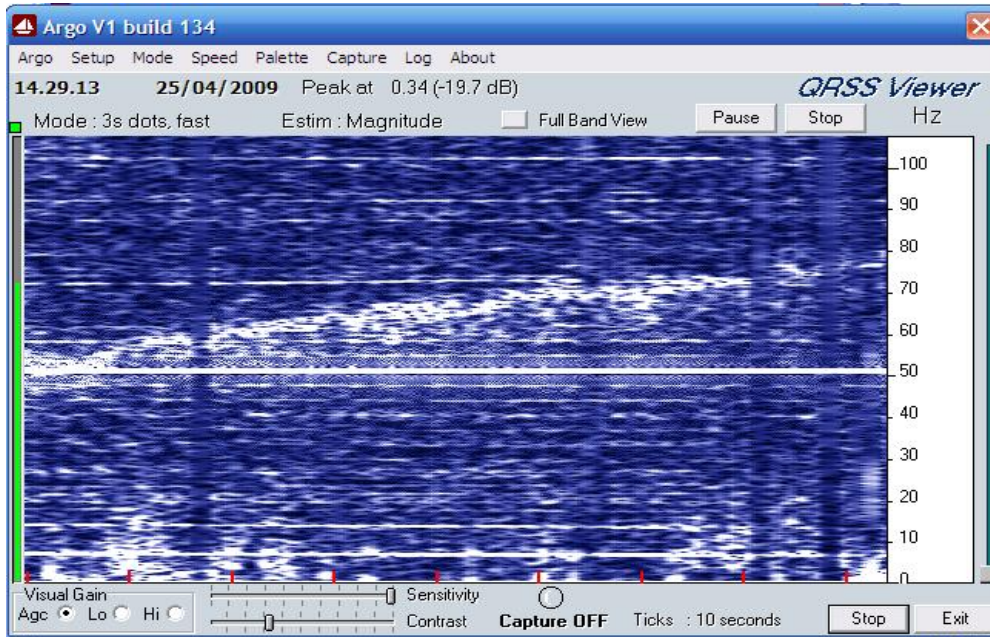 Argo V1 build 134
Argo Setup Mode Speed Palette Capture Log About
14.29.13 25/04/2009 Peak at 0.34 (-19.7 dB) QRSS Viewer
Mode : 3s dots, fast Estim : Magnitude Full Band View Pause Stop Hz
100
90
80
70
60
50
40
30
20
10
0
Visual Gain
Sensitivity
Agc Lo Hi Contrast Capture OFF Ticks : 10 seconds Stop Exit